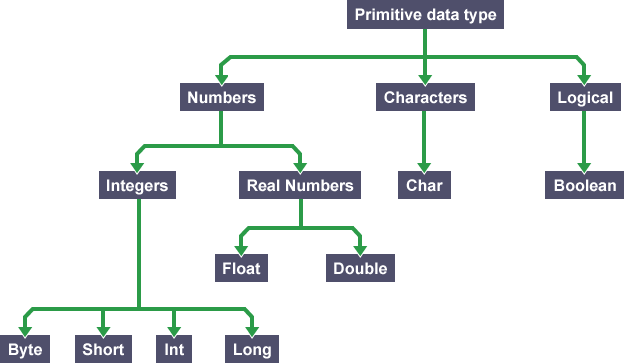 Primitive data type
Numbers
Characters
Logical
Integers
Real Numbers
Char
Boolean
Float
Double
Byte
Short
Int
Long